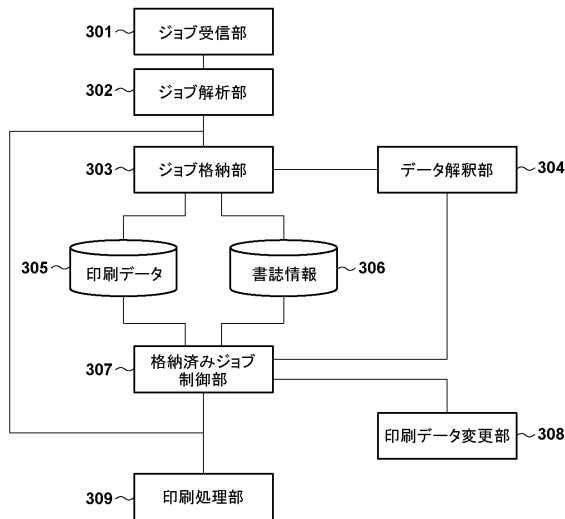 301
ジョブ受信部
302
ジョブ解析部
303
ジョブ格納部
データ解釈部
304
305
印刷データ
書誌情報
306
307
格納済みジョブ
制御部
印刷データ変更部
308
309
印刷処理部